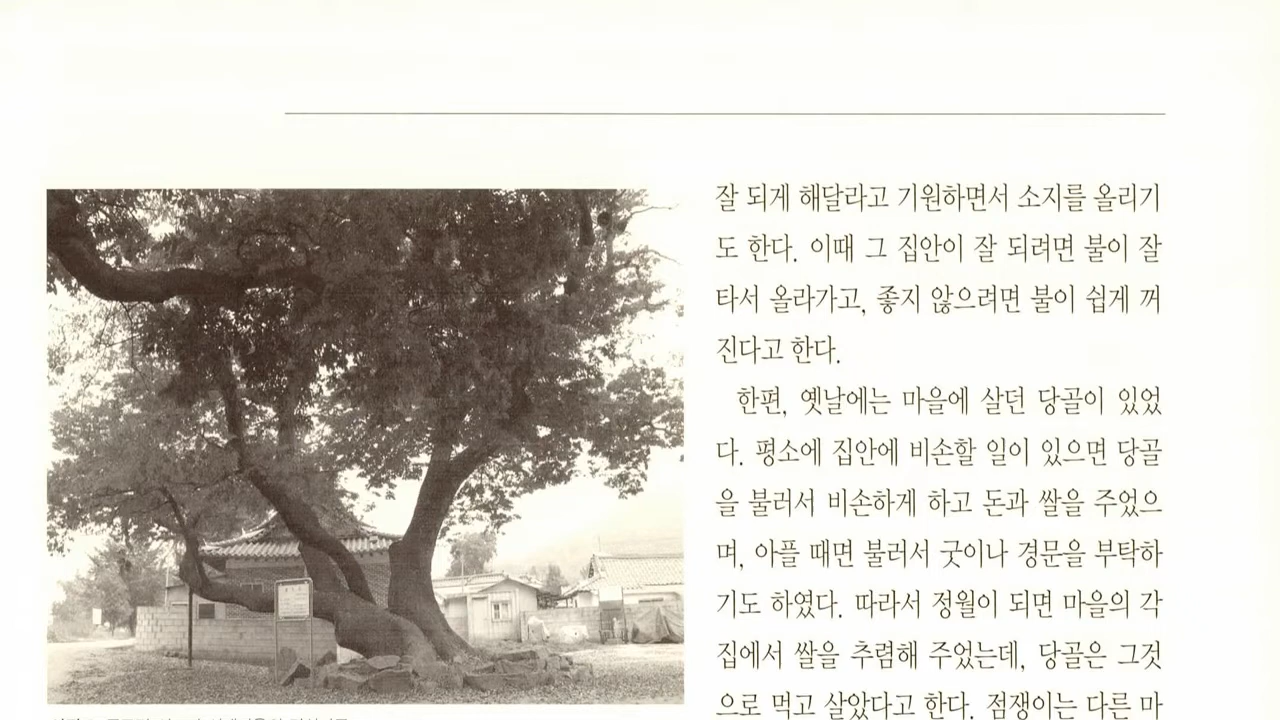 잘 되게 해달라고 기원하면서 소지를 올리기
도 한다. 이때 그 집안이 잘 되려면 불이 잘
타서 올라가고, 좋지 않으려면 불이 쉽게 꺼
진다고 한다.
한편, 옛날에는 마을에 살던 당골이 있었
다. 평소에 집안에 비손할 일이 있으면 당골
을 불러서 비손하게 하고 돈과 쌀을 주었으
며, 아플 때면 불러서 굿이나 경문을 부탁하
기도 하였다. 따라서 정월이 되면 마을의 각
집에서 쌀을 추렴해 주었는데, 당골은 그것
으로 먹고 살았다고 한다. 점쟁이는 다른 마